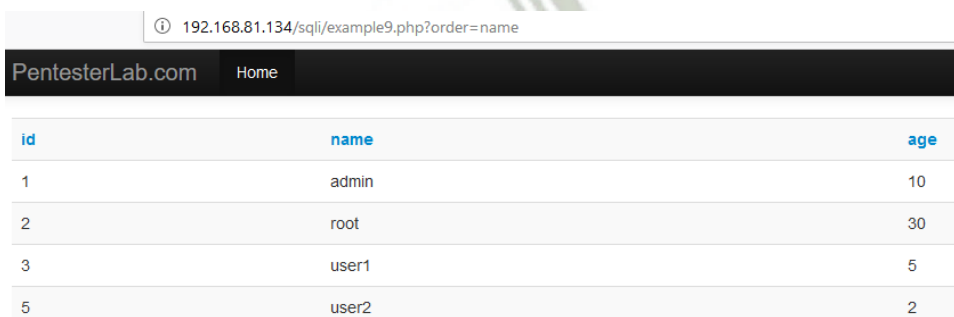 192.168.81.134/sqli/example9.php?order=name
PentesterLab.com Home
id name age
1 admin 10
2 root 30
3 user1 5
5 user2 2